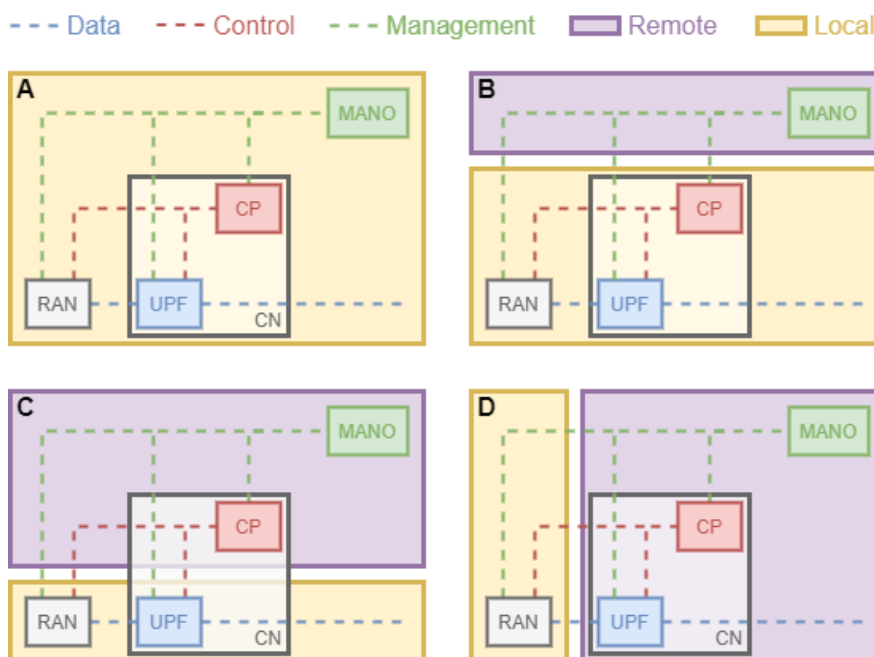 Data Control Management Remote Local
A
MANO
CP
RAN
UPF
CN
B
MANO
CP
RAN
UPF
C
MANO
CP
RAN
UPF
CN
D
MANO
CP
RAN
UPF
CN